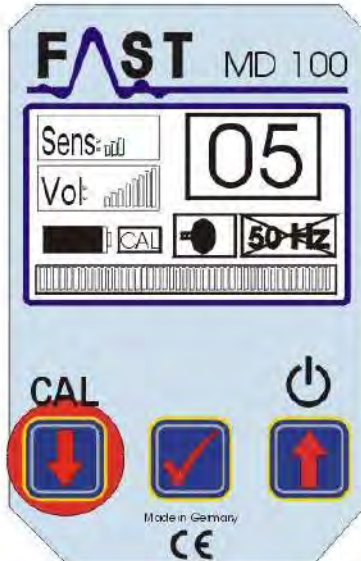 FAST MD 100
Sens:
05
Vol:
CAL
50 Hz
CAL
Made in Germany
CE